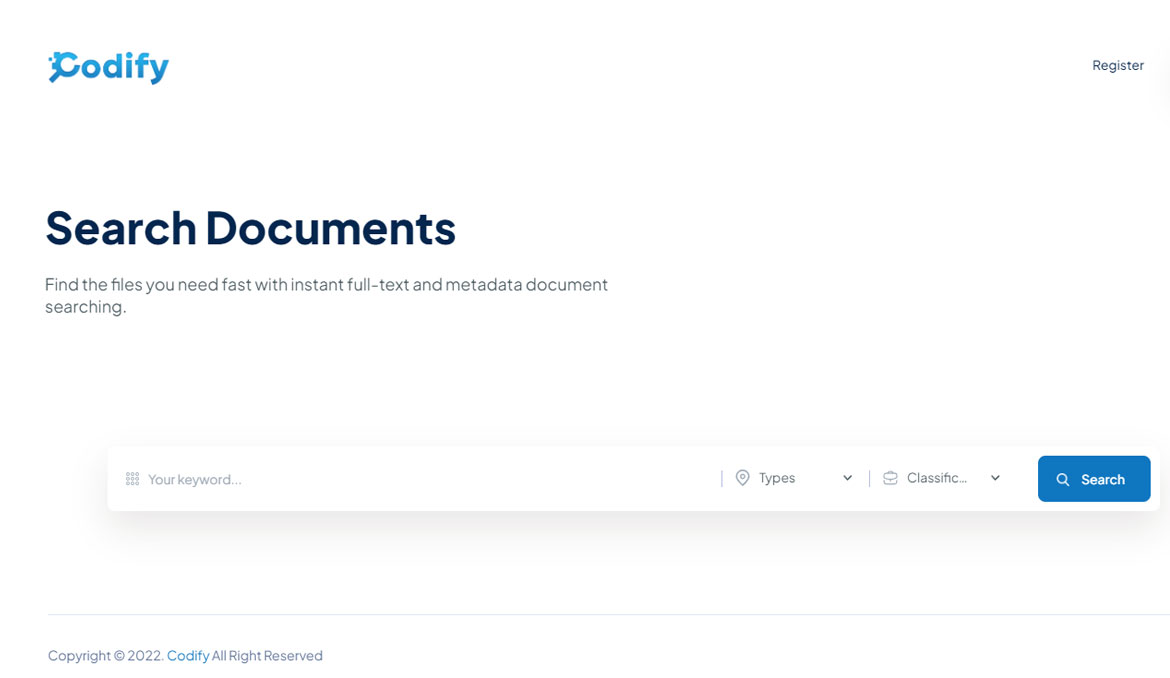 Codify
Register
Search Documents
Find the files you need fast with instant full-text and metadata document
searching.
Your keyword...
Types
Classific...
Search
Copyright © 2022. Codify All Right Reserved